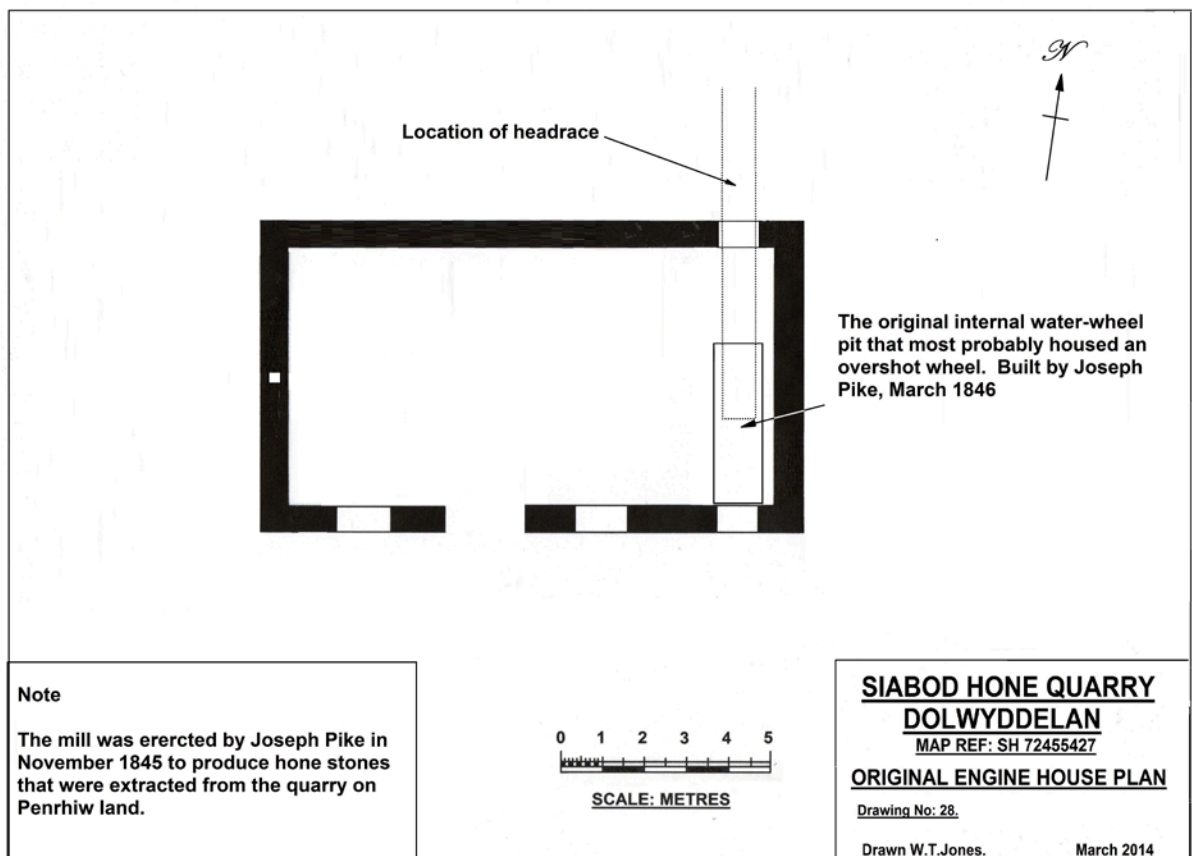 N
Location of headrace
The original internal water-wheel
pit that most probably housed an
overshot wheel.  Built by Joseph
Pike, March 1846
Note
The mill was erercted by Joseph Pike in
November 1845 to produce hone stones
that were extracted from the quarry on
Penrhiw land.
0 1 2 3 4 5
SCALE: METRES
SIABOD HONE QUARRY
DOLWYDDELAN
MAP REF: SH 72455427
ORIGINAL ENGINE HOUSE PLAN
Drawing No: 28.
Drawn W.T.Jones. March 2014